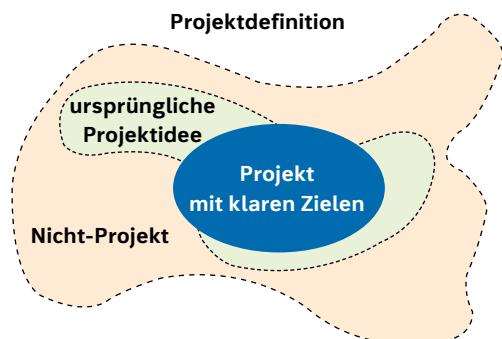 Projektdefinition
ursprüngliche
Projektidee
Projekt
mit klaren Zielen
Nicht-Projekt